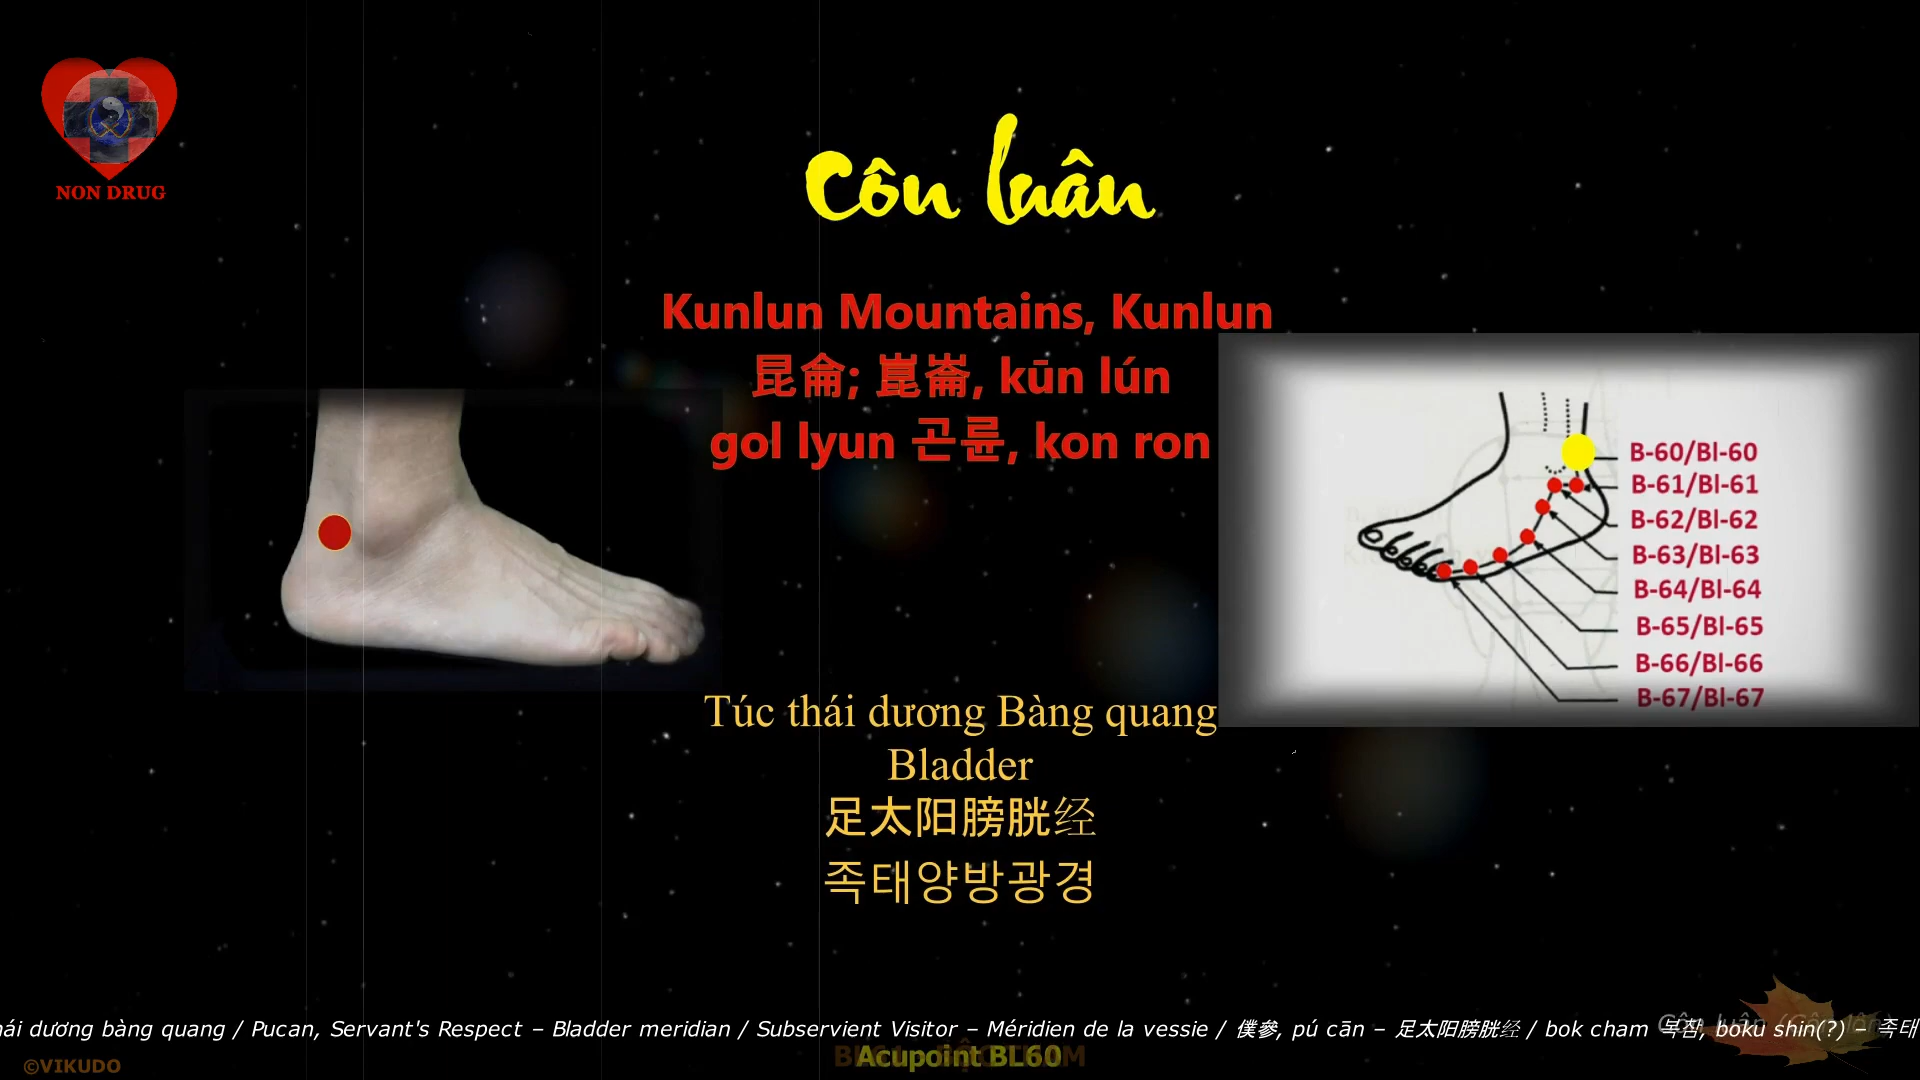 NON DRUG
Côn luân
Kunlun Mountains, Kunlun
昆侖; 崑崙, kūn lún
gol lyun 곤륜, kon ron
B-60/Bl-60
B-61/Bl-61
B-62/Bl-62
B-63/Bl-63
B-64/Bl-64
B-65/Bl-65
B-66/Bl-66
B-67/Bl-67
Túc thái dương Bàng quang
Bladder
足太阳膀胱经
족태양방광경
ái dương bàng quang / Pucan, Servant's Respect – Bladder meridian / Subservient Visitor – Méridien de la vessie / 僕參, pú cān – 足太阳膀胱经 / bok cham 복참, boku shin(?) – 족태
Acupoint BL60
©VIKUDO